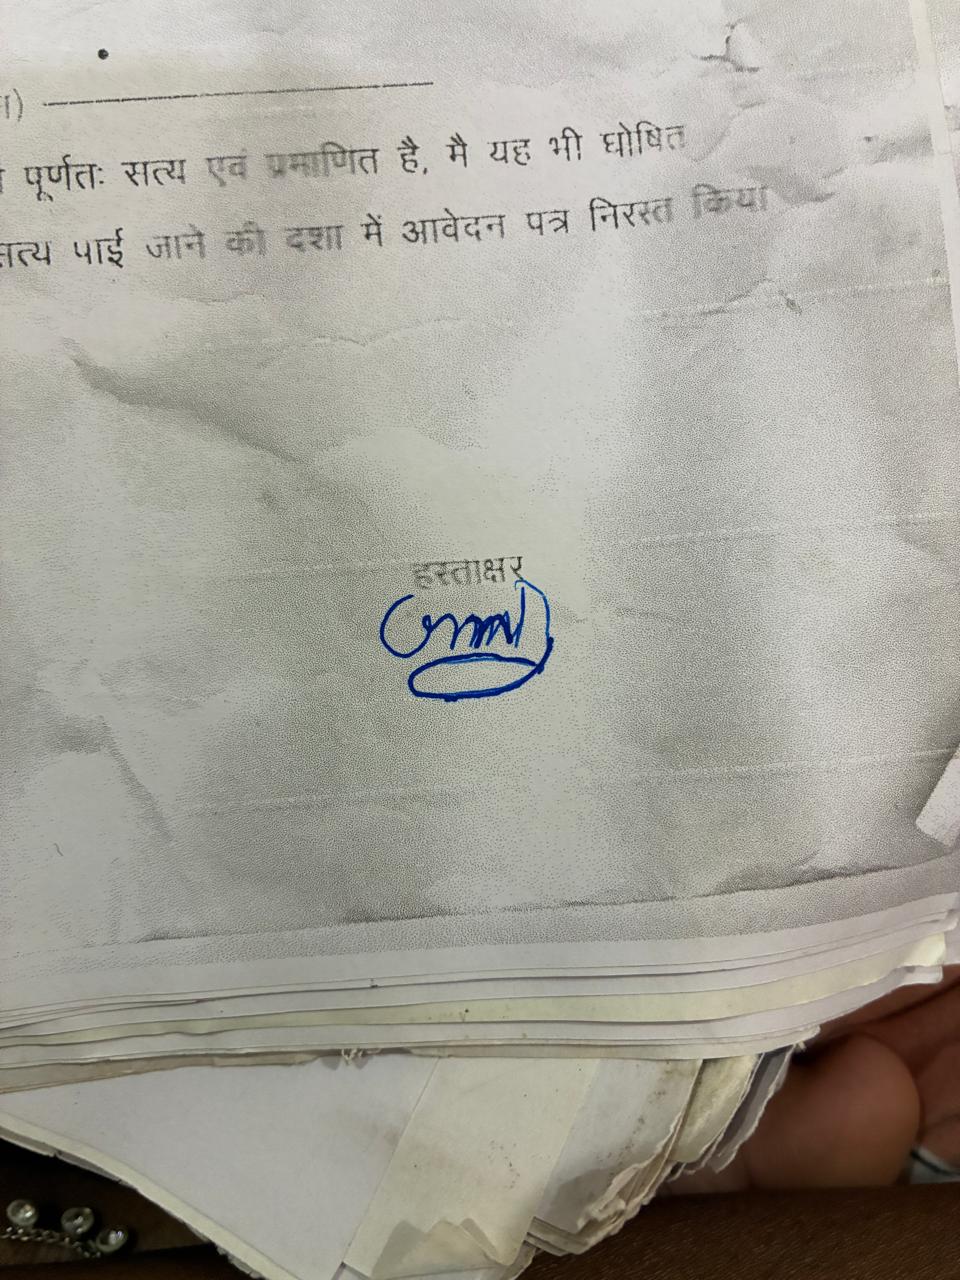 पूर्णतः सत्य एवं प्रमाणित है, मै यह भी घोषित
पाई जाने की दशा में आवेदन पत्र निरस्त किया
हस्ताक्षर